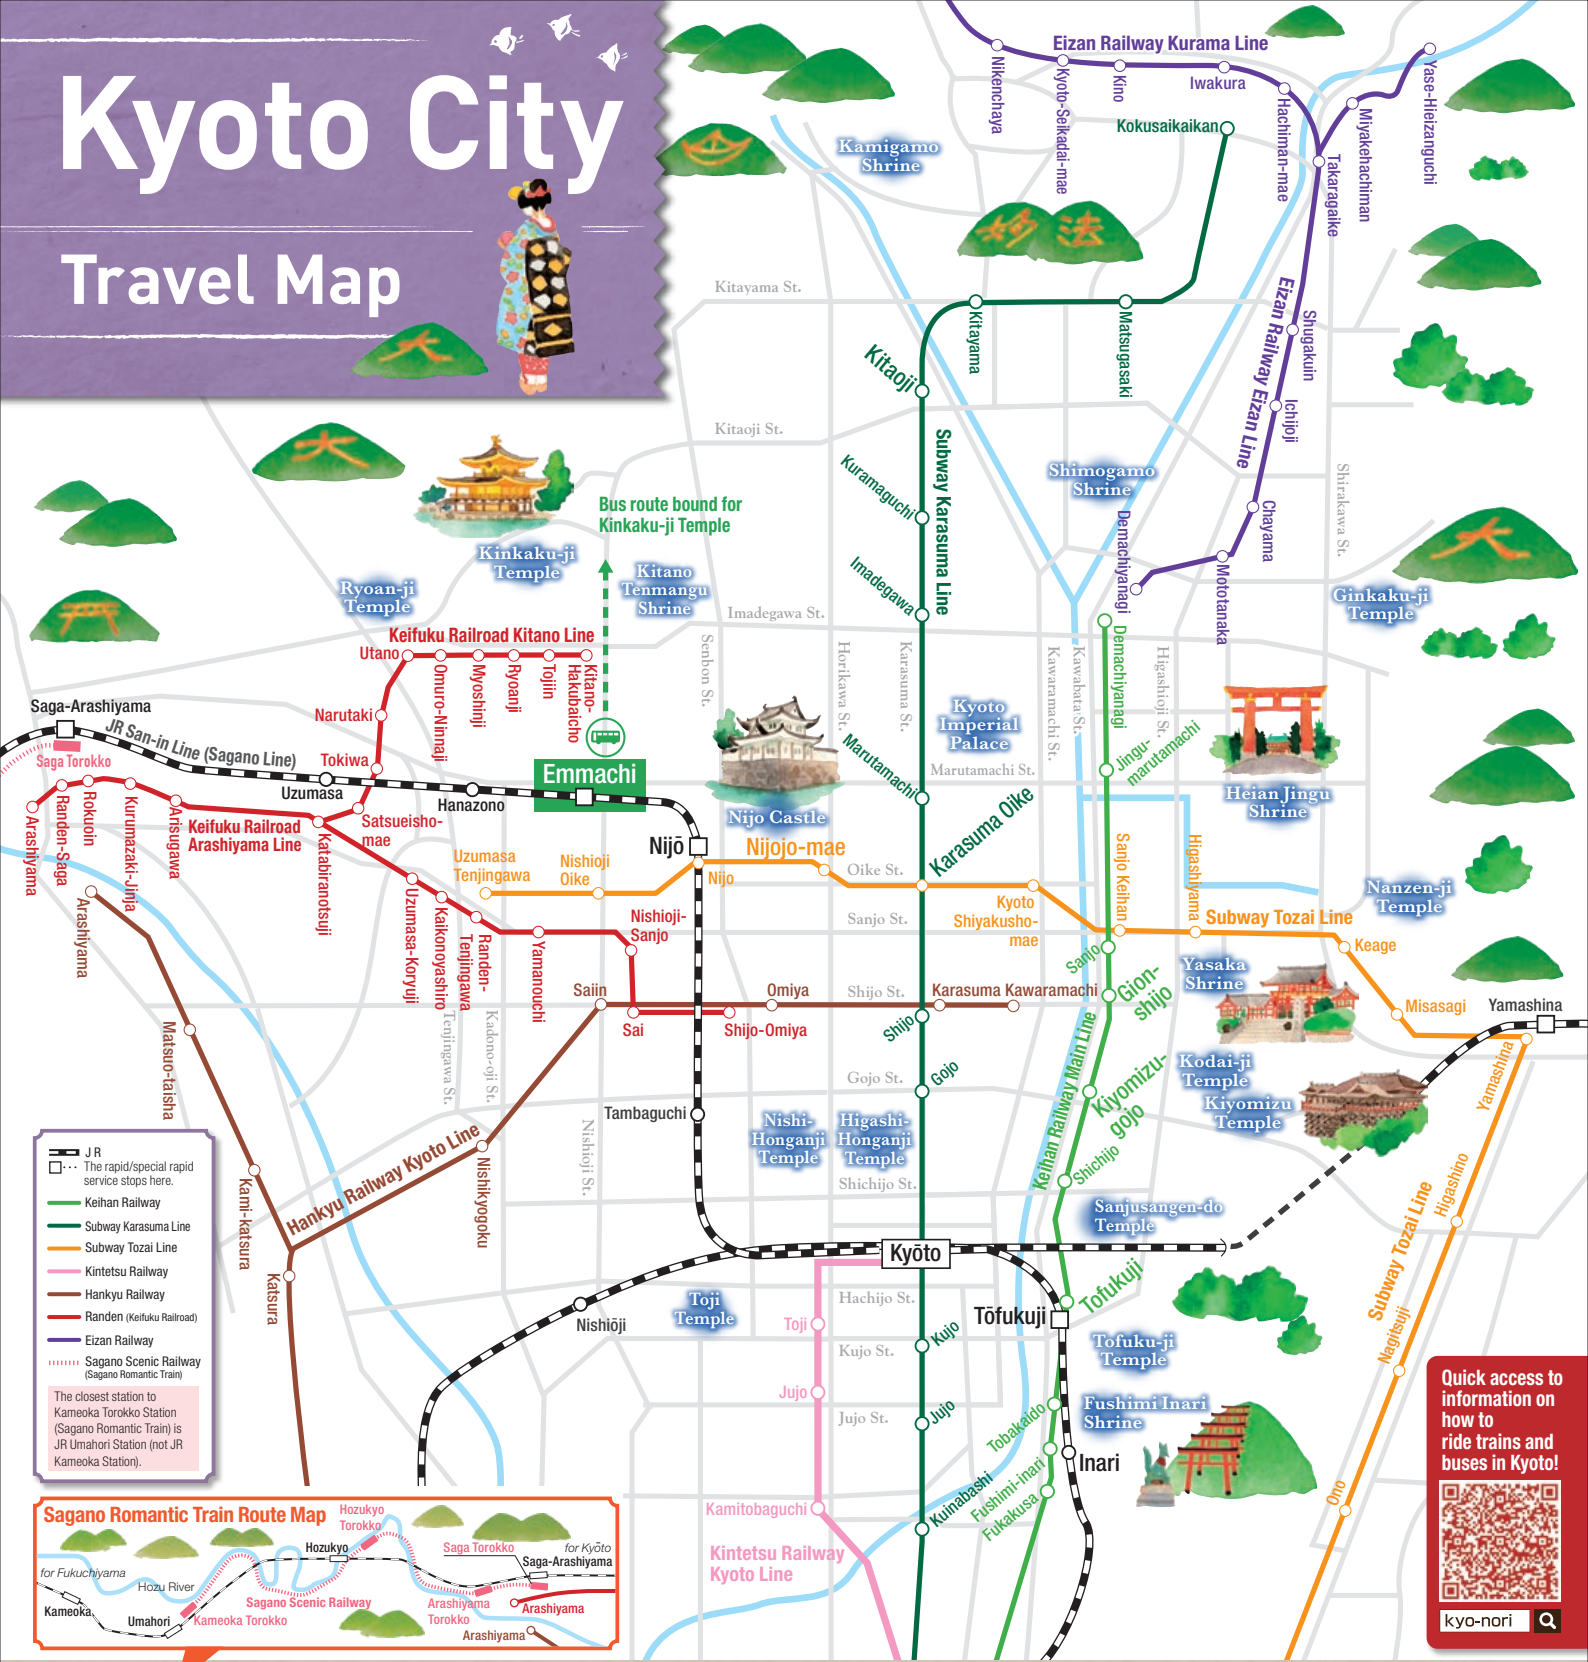 Kyoto City
Travel Map
Eizan Railway Kurama Line
Nikenchaya
Kyoto-Seikadai-mae
Kino
Iwakura
Hachiman-mae
Takaragaike
Miyakehachiman
Yase-Hieizanguchi
Kokusaikaikan
Kamigamo
Shrine
妙 法
Kitayama St.
Kitayama
Matsugasaki
Eizan Railway Eizan Line
Shugakuin
Ichijoji
Chayama
Mototanaka
Demachiyanagi
大
Kitaoji
Kitaoji St.
大
Subway Karasuma Line
Kuramaguchi
Imadegawa
Shimogamo
Shrine
Shirakawa St.
大
Bus route bound for
Kinkaku-ji Temple
Kinkaku-ji
Temple
Kitano
Tenmangu
Shrine
Ryoan-ji
Temple
Ginkaku-ji
Temple
Imadegawa St.
Keifuku Railroad Kitano Line
Utano
Omuro-Ninnaji
Myoshinji
Ryoanji
Tojiin
Kitano-
Hakubaicho
Narutaki
Tokiwa
Senbon St.
Horikawa St.
Karasuma St.
Kawaramachi St.
Kawabata St.
Higashioji St.
Demachiyanagi
Jingu-
marutamachi
Kyoto
Imperial
Palace
Marutamachi
Marutamachi St.
Saga-Arashiyama
JR San-in Line (Sagano Line)
Saga Torokko
Uzumasa
Hanazono
Emmachi
Nijo Castle
Heian Jingu
Shrine
Arashiyama
Randen-Saga
Rokuoin
Kurumazaki-Jinja
Arisugawa
Keifuku Railroad
Arashiyama Line
Katabiranotsuji
Satsueisho-
mae
Uzumasa-Koryuji
Kaikonoyashiro
Randen-
Tenjingawa
Yamanouchi
Nishioji-
Sanjo
Sai
Shijo-Omiya
Nijō
Nijojo-mae
Nijo
Uzumasa
Tenjingawa
Nishioji
Oike
Oike St.
Karasuma Oike
Kyoto
Shiyakusho-
mae
Sanjo Keihan
Higashiyama
Subway Tozai Line
Nanzen-ji
Temple
Keage
Misasagi
Yamashina
Yamashina
Sanjo St.
Sanjo
Yasaka
Shrine
Arashiyama
Matsuo-taisha
Kami-katsura
Katsura
Hankyu Railway Kyoto Line
Nishikyogoku
Saiin
Omiya
Shijo St.
Karasuma
Kawaramachi
Shijo
Gion-
shijo
Keihan Railway Main Line
Kodai-ji
Temple
Kiyomizu
Temple
Tenjingawa St.
Kadono-oji St.
Nishioji St.
Gojo St.
Gojo
Kiyomizu-
gojo
Tambaguchi
Nishi-
Honganji
Temple
Higashi-
Honganji
Temple
Shichijo St.
Shichijo
Sanjusangen-do
Temple
Higashino
Subway Tozai Line
Nagitsuji
Ono
Kyōto
Nishiōji
Toji
Temple
Hachijo St.
Toji
Kujo St.
Kujo
Tōfukuji
Tofukuji
Tofuku-ji
Temple
Jujo
Jujo St.
Jujo
Tobakaido
Fushimi Inari
Shrine
Inari
Fushimi-inari
Fukakusa
Kamitobaguchi
Kuinabashi
Kintetsu Railway
Kyoto Line
J R
The rapid/special rapid
service stops here.
Keihan Railway
Subway Karasuma Line
Subway Tozai Line
Kintetsu Railway
Hankyu Railway
Randen (Keifuku Railroad)
Eizan Railway
Sagano Scenic Railway
(Sagano Romantic Train)
The closest station to
Kameoka Torokko Station
(Sagano Romantic Train) is
JR Umahori Station (not JR
Kameoka Station).
Sagano Romantic Train Route Map
Hozukyo
Torokko
Hozukyo
Saga Torokko
for Kyōto
Saga-Arashiyama
for Fukuchiyama
Hozu River
Kameoka
Umahori
Kameoka Torokko
Sagano Scenic Railway
Arashiyama
Torokko
Arashiyama
Arashiyama
Quick access to
information on
how to
ride trains and
buses in Kyoto!
kyo-nori